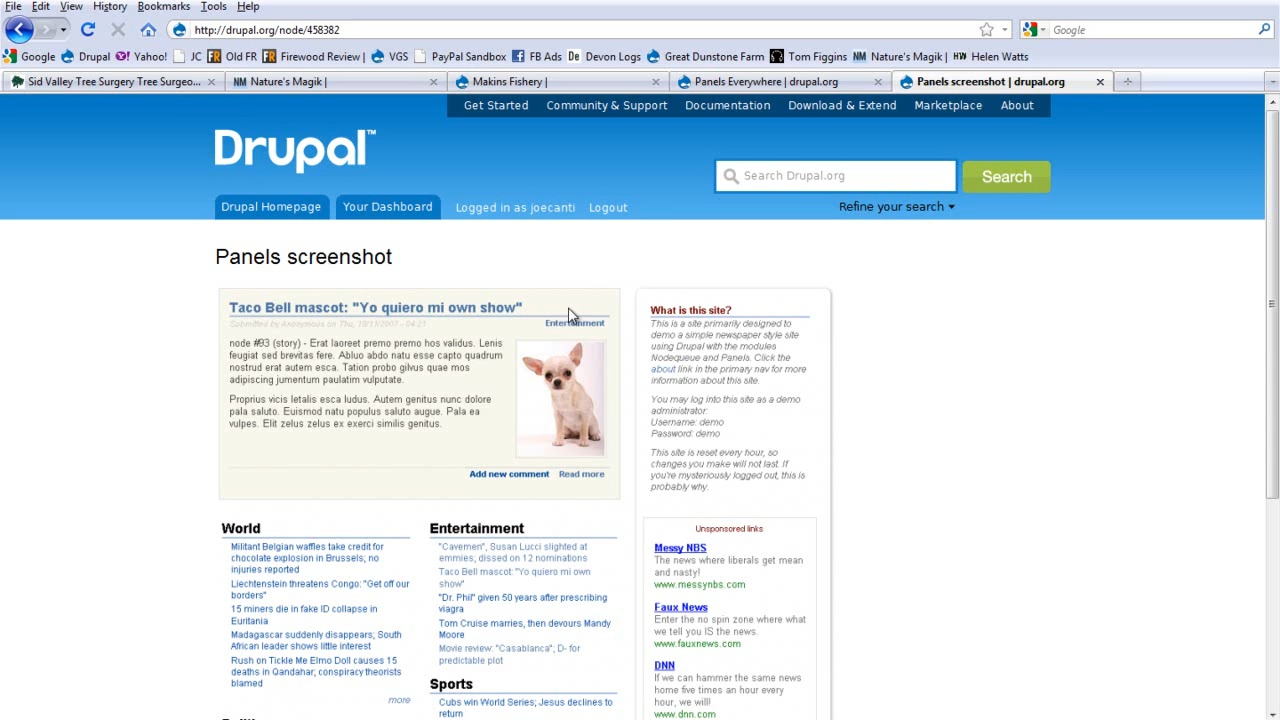 File Edit View History Bookmarks Tools Help
http://drupal.org/node/458382
Google
Google Drupal Yahoo! JC Old FR Firewood Review | VGS PayPal Sandbox FB Ads Devon Logs Great Dunstone Farm Tom Figgins Nature's Magik | Helen Watts
Sid Valley Tree Surgery Tree Surgeo... Nature's Magik | Makins Fishery | Panels Everywhere | drupal.org Panels screenshot | drupal.org
Get Started Community & Support Documentation Download & Extend Marketplace About
Drupal™
Search Drupal.org
Search
Drupal Homepage Your Dashboard Logged in as joecanti Logout
Refine your search
Panels screenshot
Taco Bell mascot: "Yo quiero mi own show"
Submitted by Anonymous on Thu, 19/11/2007 - 04:21
Entertainment
node #93 (story) - Erat laoreet premo premo hos validus. Lenis
feugiat sed brevitas fere. Abluo abdo natu esse capto quadrum
nostrud erat autem esca. Tation probo gilvus quae mos
adipiscing jumentum paulatim vulputate.
Proprius vicis letalis esca ludus. Autem genitus nunc dolore
pala saluto. Euismod natu populus saluto augue. Pala ea
vulpes. Elit zelus zelus ex exerci similis genitus.
Add new comment Read more
World
Militant Belgian waffles take credit for
chocolate explosion in Brussels; no
injuries reported
Liechtenstein threatens Congo: "Get off our
borders"
15 miners die in fake ID collapse in
Euritania
Madagascar suddenly disappears; South
African leader shows little interest
Rush on Tickle Me Elmo Doll causes 15
deaths in Qandahar; conspiracy theorists
blamed
more
Entertainment
"Cavemen", Susan Lucci slighted at
emmies; dissed on 12 nominations
Taco Bell mascot: "Yo quiero mi own
show"
"Dr. Phil" given 50 years after prescribing
viagra
Tom Cruise marries, then devours Mandy
Moore
Movie review: "Casablanca"; D- for
predictable plot
Sports
Cubs win World Series; Jesus declines to
return
What is this site?
This is a site primarily designed to
demo a simple newspaper style site
using Drupal with the modules
Nodequeue and Panels. Click the
about link in the primary nav for more
information about this site.
You may log into this site as a demo
administrator:
Username: demo
Password: demo
This site is reset every hour, so
changes you make will not last. If
you're mysteriously logged out, this is
probably why.
Unsponsored links
Messy NBS
The news where liberals get mean
and nasty!
www.messynbs.com
Faux News
Enter the no spin zone where what
we tell you IS the news.
www.fauxnews.com
DNN
If we can hammer the same news
home five times an hour every
hour, we will!
www.dnn.com